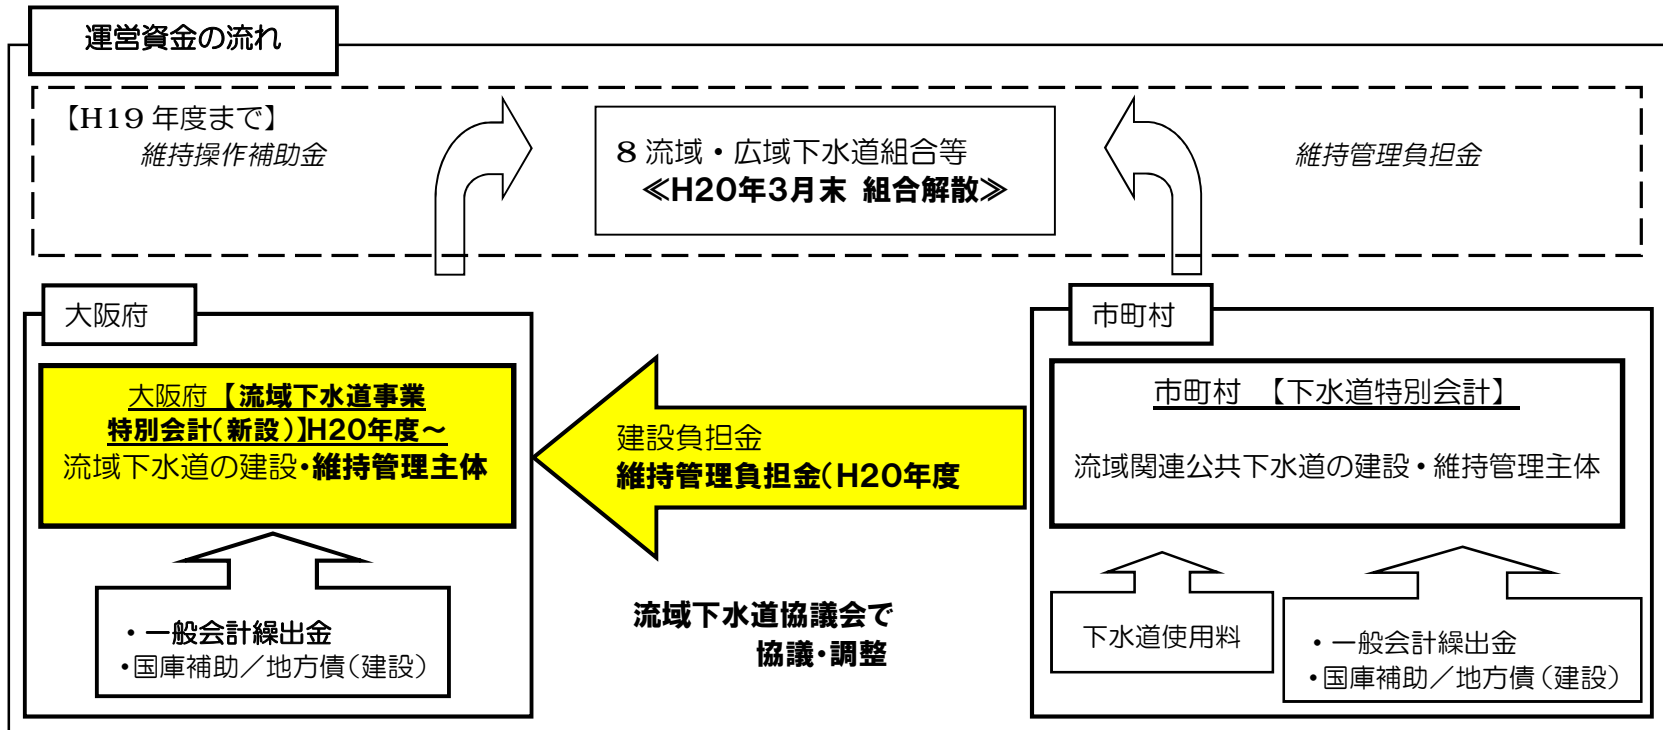 運営資金の流れ
【H19年度まで】
維持操作補助金
8 流域・広域下水道組合等
≪H20年3月末 組合解散≫
維持管理負担金
大阪府
大阪府【流域下水道事業
特別会計(新設)】H20年度～
流域下水道の建設・維持管理主体
・一般会計繰出金
・国庫補助／地方債(建設)
建設負担金
維持管理負担金(H20年度
流域下水道協議会で
協議・調整
市町村
市町村 【下水道特別会計】
流域関連公共下水道の建設・維持管理主体
下水道使用料
・一般会計繰出金
・国庫補助／地方債(建設)